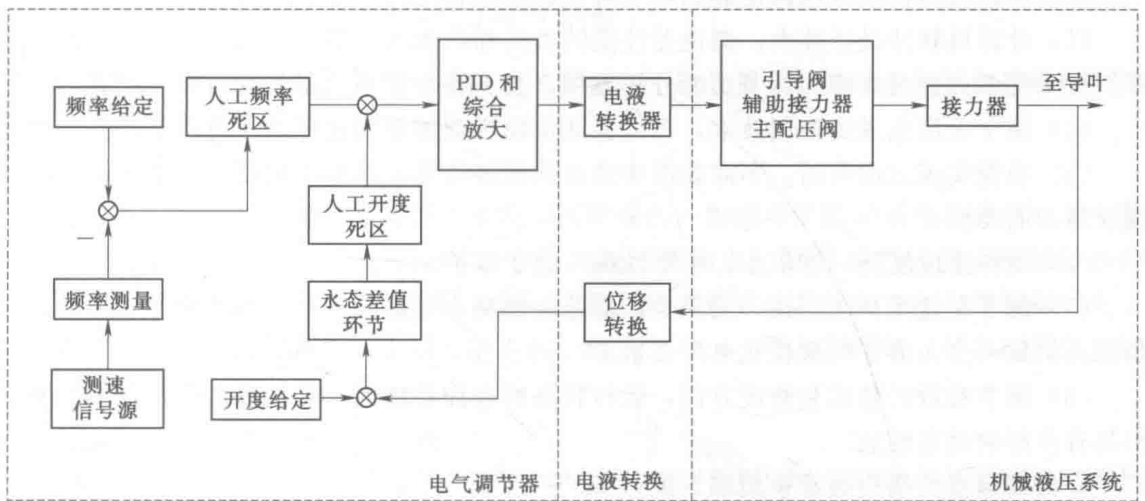 频率给定
人工频率
死区
PID 和
综合
放大
电液
转换器
引导阀
辅助接力器
主配压阀
接力器
至导叶
人工开度
死区
频率测量
永态差值
环节
位移
转换
测速
信号源
开度给定
电气调节器
电液转换
机械液压系统